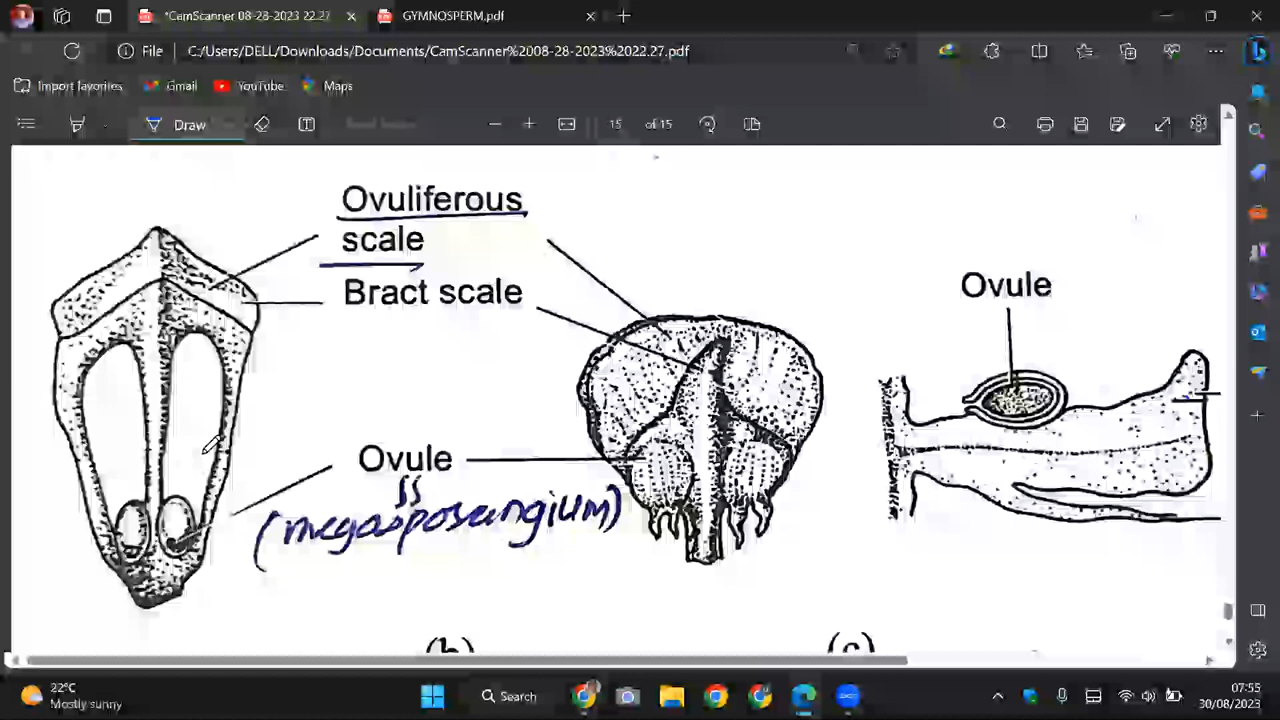 *CamScanner 08-28-2023 22.27
GYMNOSPERM.pdf
File
C:/Users/DELL/Downloads/Documents/CamScanner%2008-28-2023%2022.27.pdf
Import favorites
Gmail
YouTube
Maps
Draw
15
of 15
Ovuliferous
scale
Bract scale
Ovule
Ovule
(megasposangium)
(b)
(c)
22°C
Mostly sunny
Search
07:55
30/08/2023